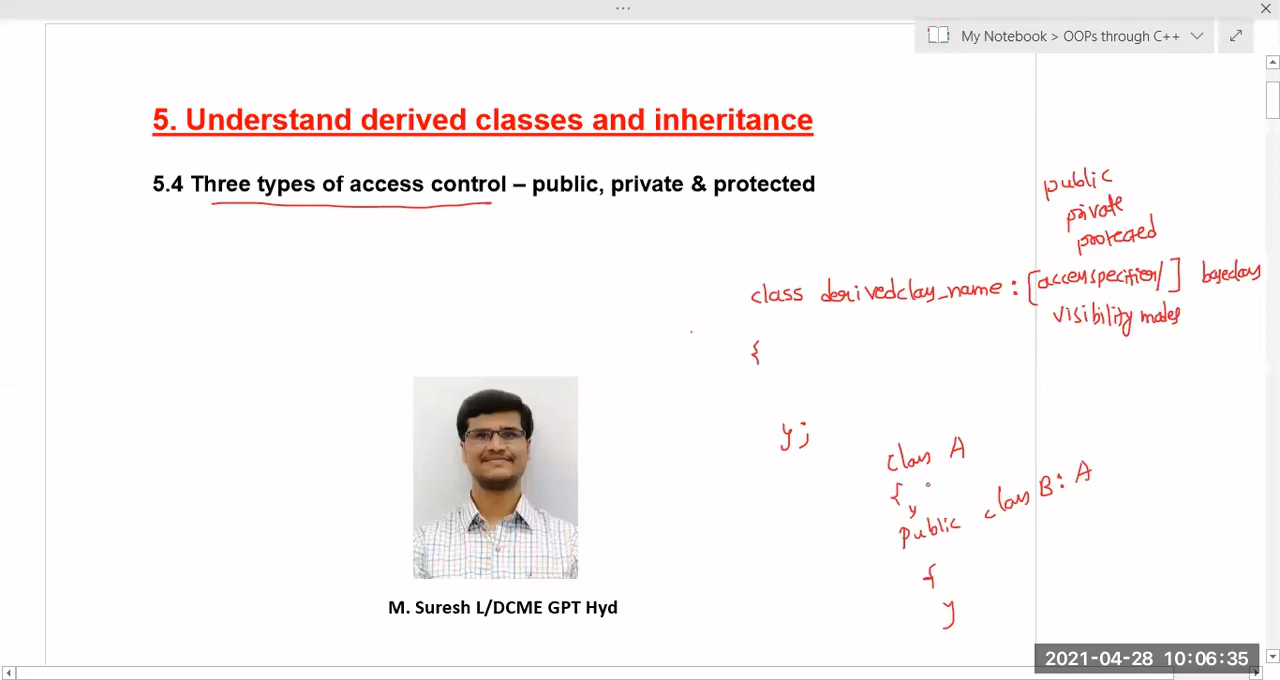 My Notebook > OOPs through C++
5. Understand derived classes and inheritance
5.4 Three types of access control – public, private & protected
public
private
protected
class derivedclass_name : [accessspecifier/] baseclass
visibility modes
{
};
class A
{
}
public class B : A
{
}
M. Suresh L/DCME GPT Hyd
2021-04-28 10:06:35